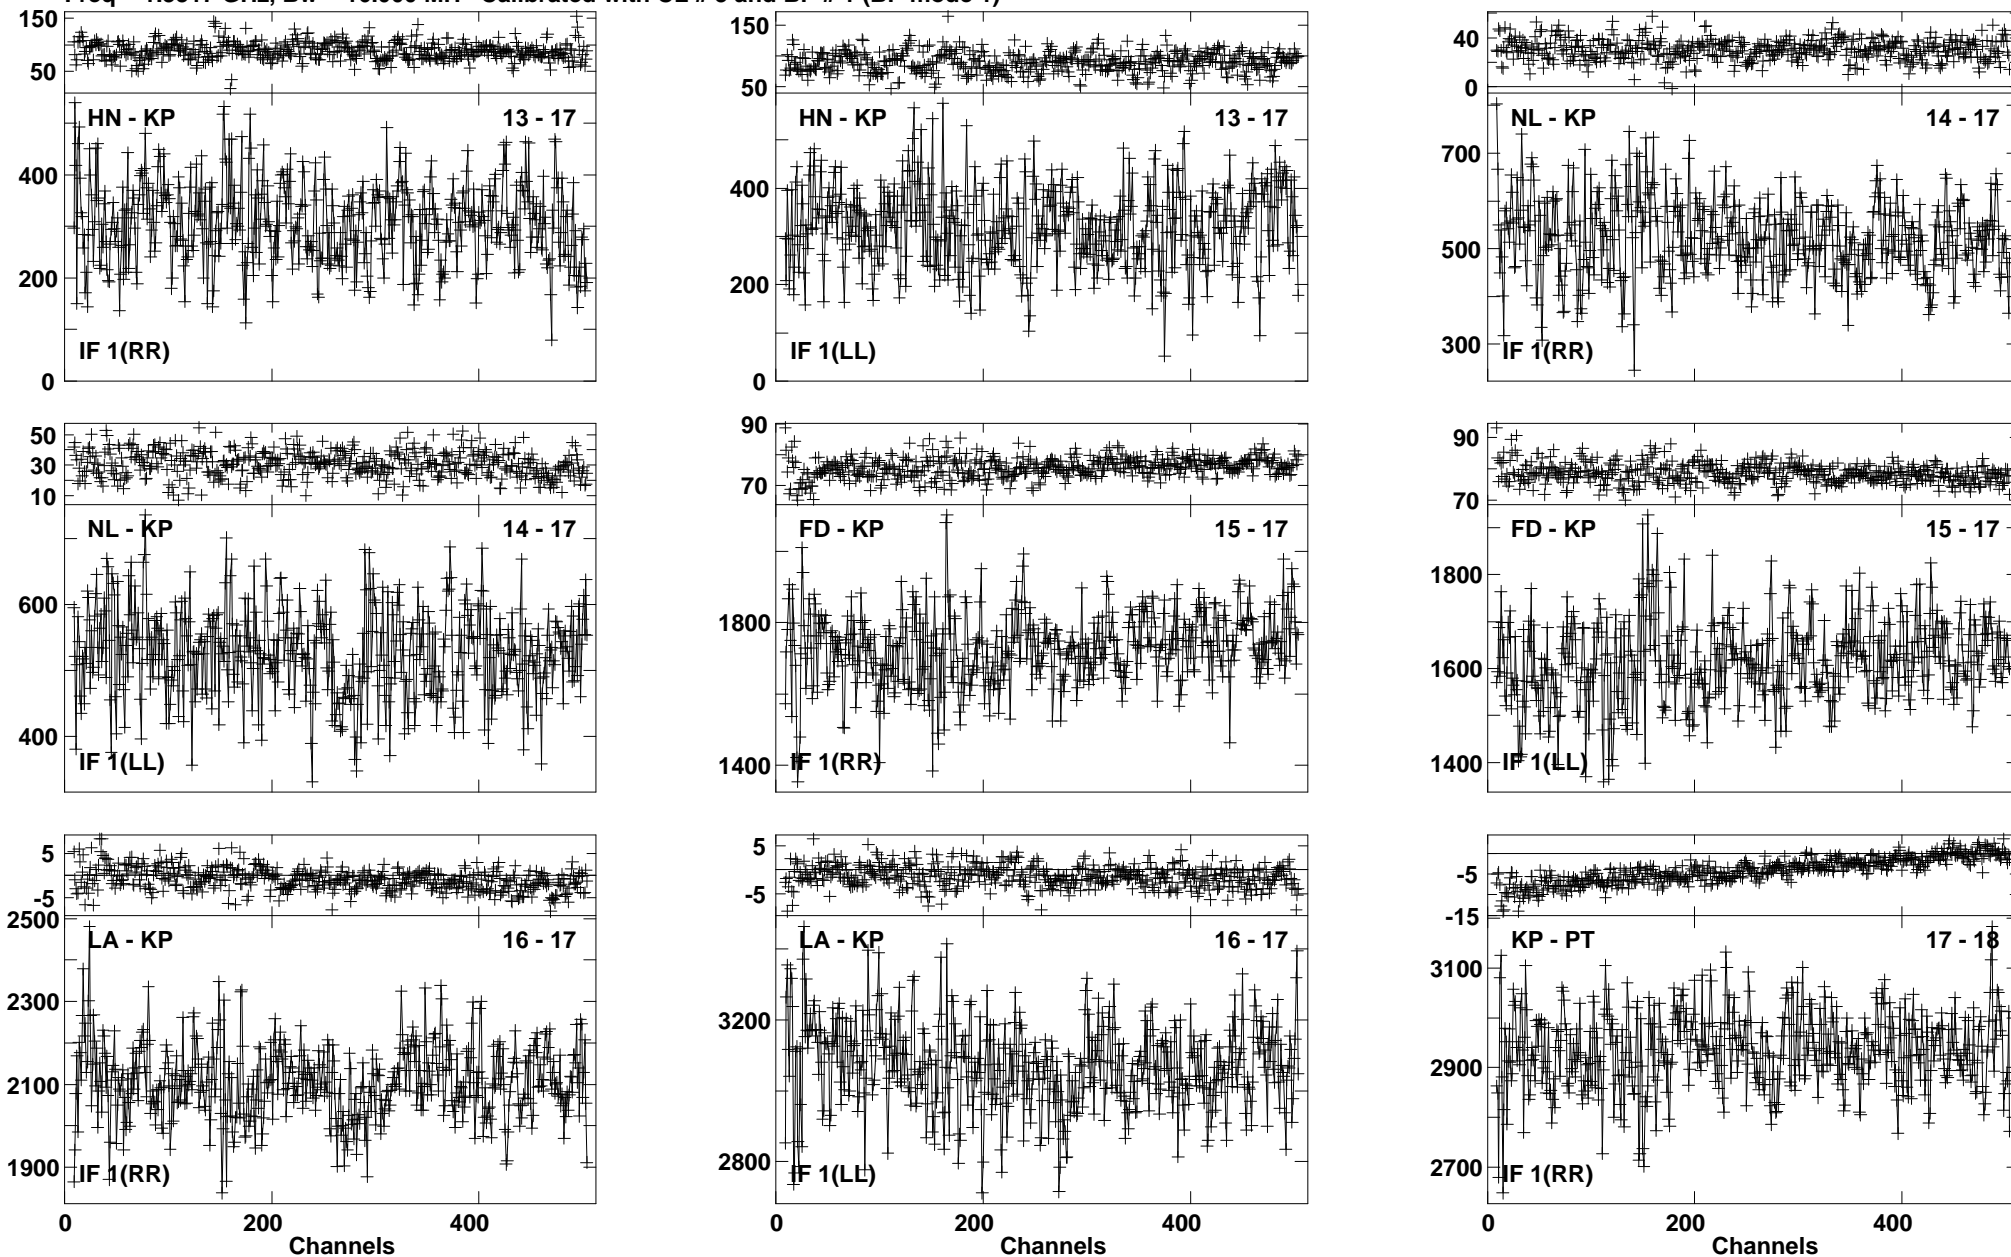 150
50
HN - KP 13 - 17
400
200
0
IF 1(RR)
150
50
HN - KP 13 - 17
400
200
0
IF 1(LL)
40
0
NL - KP 14 - 17
700
500
300
IF 1(RR)
50
30
10
NL - KP 14 - 17
600
400
IF 1(LL)
90
70
FD - KP 15 - 17
1800
1400
IF 1(RR)
90
70
FD - KP 15 - 17
1800
1600
1400
IF 1(LL)
5
-5
2500
LA - KP 16 - 17
2300
2100
1900
IF 1(RR)
0 200 400
Channels
5
-5
LA - KP 16 - 17
3200
2800
IF 1(LL)
0 200 400
Channels
-5
-15
KP - PT 17 - 18
3100
2900
2700
IF 1(RR)
0 200 400
Channels